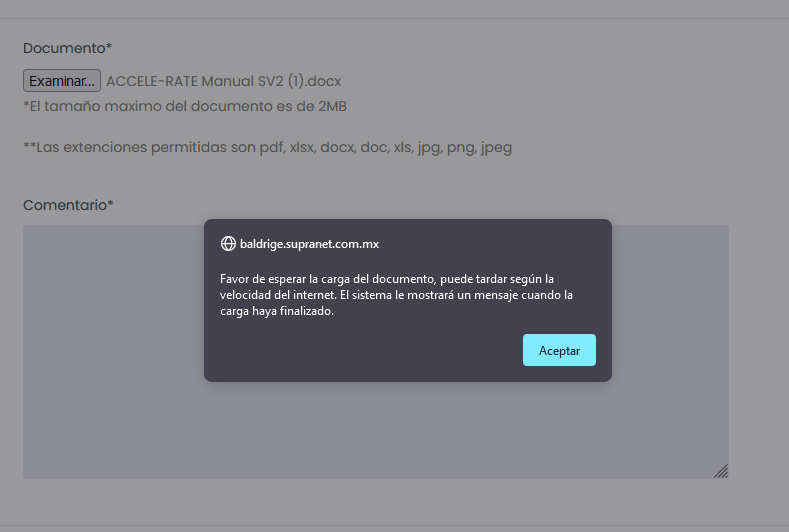 Documento*
Examinar... ACCELE-RATE Manual SV2 (1).docx
*El tamaño maximo del documento es de 2MB
**Las extenciones permitidas son pdf, xlsx, docx, doc, xls, jpg, png, jpeg
Comentario*
baldrige.supranet.com.mx
Favor de esperar la carga del documento, puede tardar según la
velocidad del internet. El sistema le mostrará un mensaje cuando la
carga haya finalizado.
Aceptar